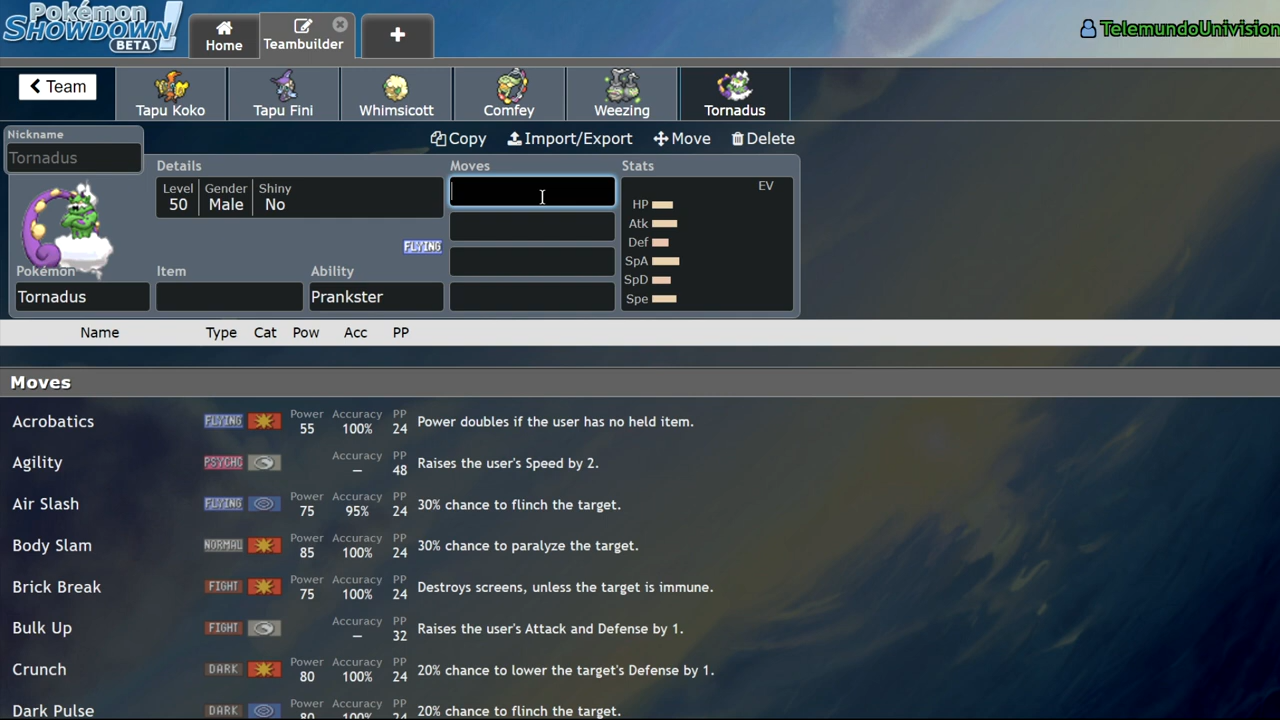 Pokémon
SHOWDOWN!
BETA
Home
Teambuilder
+
TelemundoUnivision
Team
Tapu Koko
Tapu Fini
Whimsicott
Comfey
Weezing
Tornadus
Copy
Import/Export
Move
Delete
Nickname
Tornadus
Details
Level
50
Gender
Male
Shiny
No
FLYING
Pokémon
Tornadus
Item
Ability
Prankster
Moves
Stats
EV
HP
Atk
Def
SpA
SpD
Spe
Name Type Cat Pow Acc PP
Moves
Acrobatics FLYING Power 55 Accuracy 100% PP 24 Power doubles if the user has no held item.
Agility PSYCHC Accuracy — PP 48 Raises the user's Speed by 2.
Air Slash FLYING Power 75 Accuracy 95% PP 24 30% chance to flinch the target.
Body Slam NORMAL Power 85 Accuracy 100% PP 24 30% chance to paralyze the target.
Brick Break FIGHT Power 75 Accuracy 100% PP 24 Destroys screens, unless the target is immune.
Bulk Up FIGHT Accuracy — PP 32 Raises the user's Attack and Defense by 1.
Crunch DARK Power 80 Accuracy 100% PP 24 20% chance to lower the target's Defense by 1.
Dark Pulse DARK Power 80 Accuracy 100% PP 24 20% chance to flinch the target.